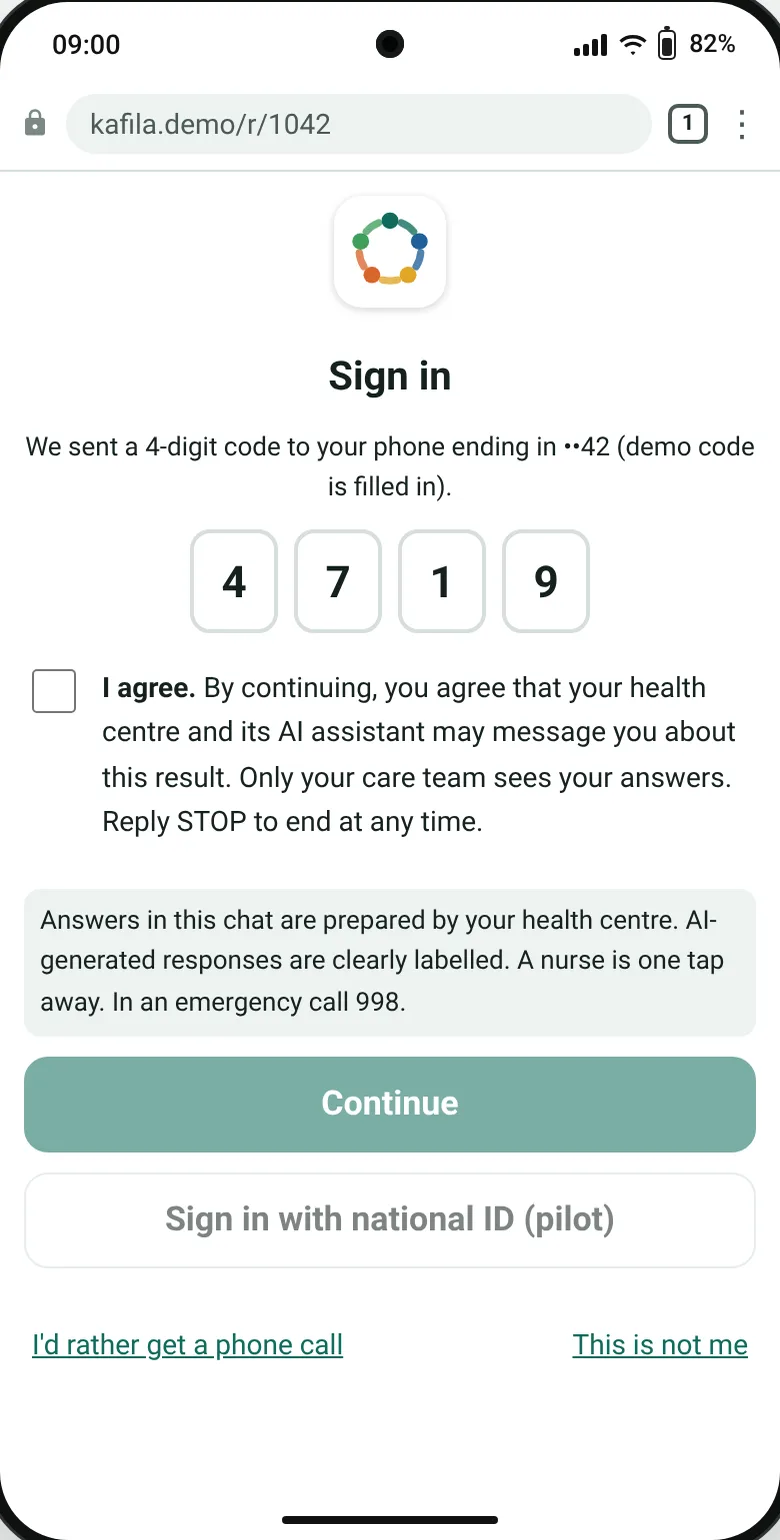 09:00
82%
kafila.demo/r/1042
1
Sign in
We sent a 4-digit code to your phone ending in ••42 (demo code
is filled in).
4 7 1 9
I agree. By continuing, you agree that your health
centre and its AI assistant may message you about
this result. Only your care team sees your answers.
Reply STOP to end at any time.
Answers in this chat are prepared by your health centre. AI-
generated responses are clearly labelled. A nurse is one tap
away. In an emergency call 998.
Continue
Sign in with national ID (pilot)
I'd rather get a phone call
This is not me